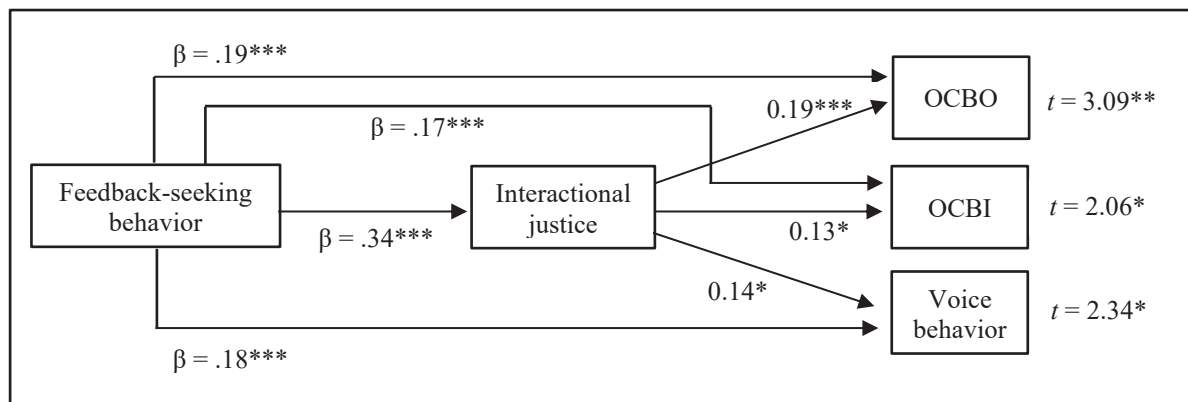 β = .19***
OCBO
t = 3.09**
0.19***
β = .17***
Feedback-seeking
behavior
Interactional
justice
OCBI
t = 2.06*
β = .34***
0.13*
0.14*
Voice
behavior
t = 2.34*
β = .18***